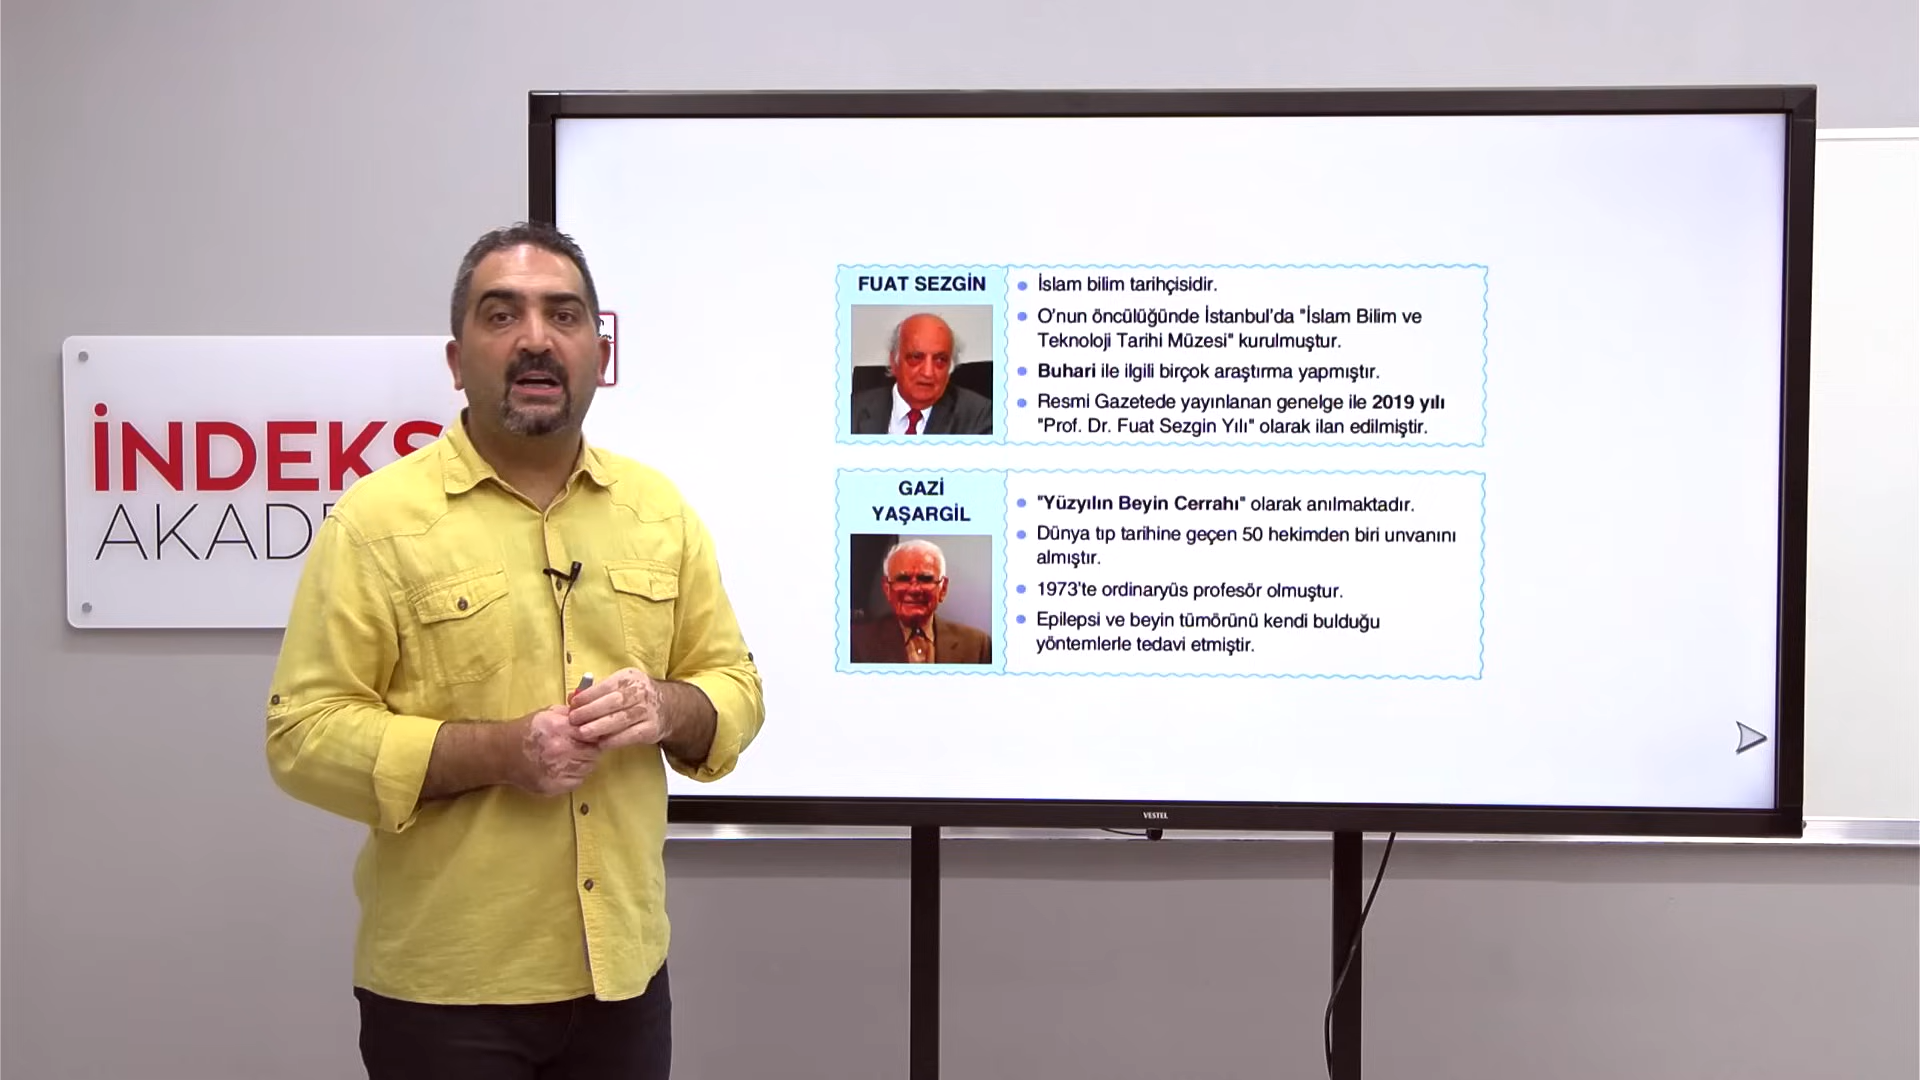 İNDEKS
AKAD
FUAT SEZGİN
İslam bilim tarihçisidir.
O'nun öncülüğünde İstanbul'da "İslam Bilim ve
Teknoloji Tarihi Müzesi" kurulmuştur.
Buhari ile ilgili birçok araştırma yapmıştır.
Resmi Gazetede yayınlanan genelge ile 2019 yılı
"Prof. Dr. Fuat Sezgin Yılı" olarak ilan edilmiştir.
GAZİ
YAŞARGİL
"Yüzyılın Beyin Cerrahı" olarak anılmaktadır.
Dünya tıp tarihine geçen 50 hekimden biri unvanını
almıştır.
1973'te ordinaryüs profesör olmuştur.
Epilepsi ve beyin tümörünü kendi bulduğu
yöntemlerle tedavi etmiştir.
VESTEL